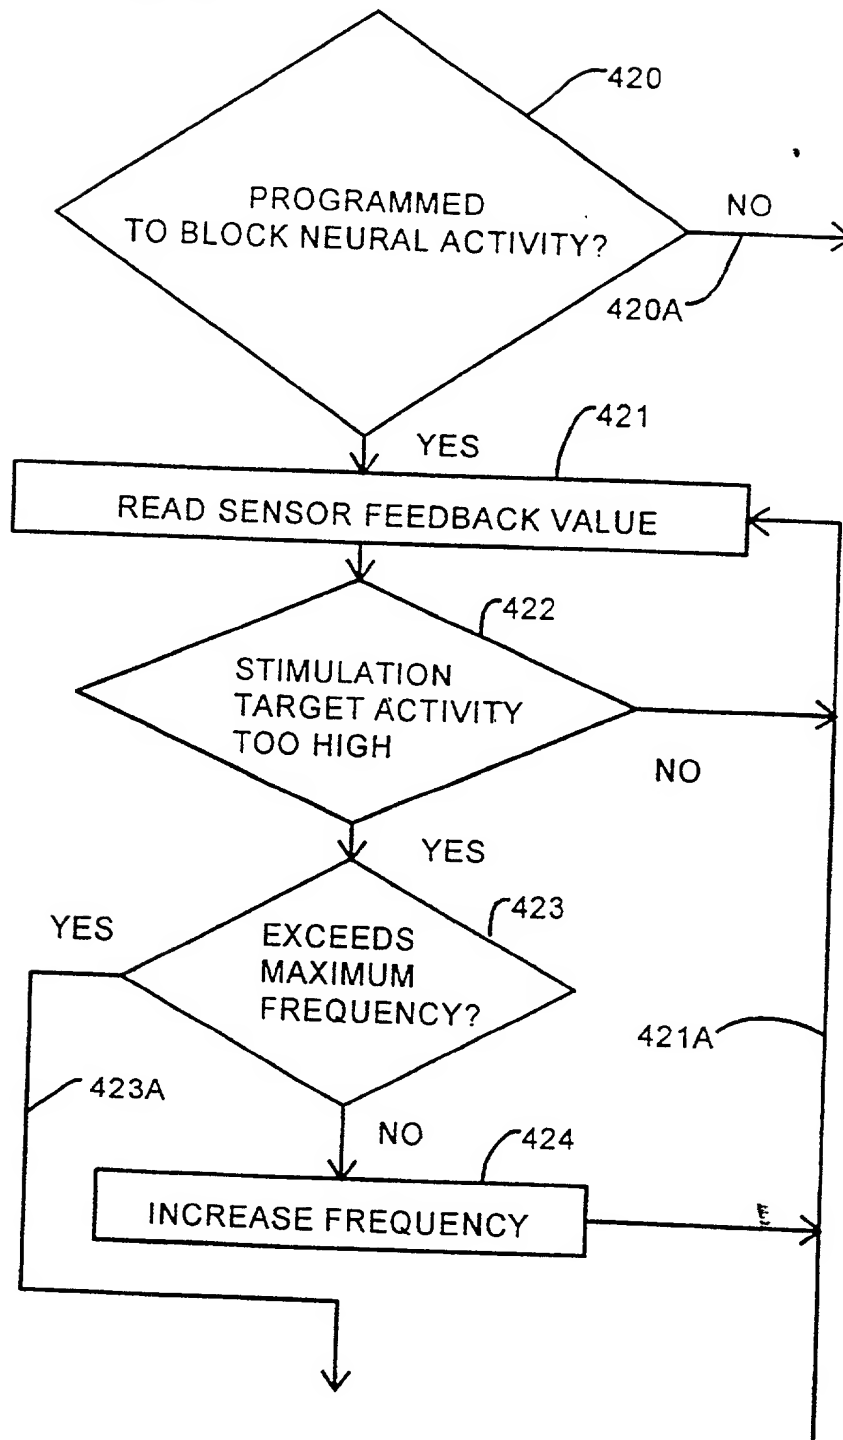 420
PROGRAMMED
TO BLOCK NEURAL ACTIVITY?
NO
420A
421
YES
READ SENSOR FEEDBACK VALUE
422
STIMULATION
TARGET ACTIVITY
TOO HIGH
NO
YES
423
YES
EXCEEDS
MAXIMUM
FREQUENCY?
421A
423A
NO
424
INCREASE FREQUENCY